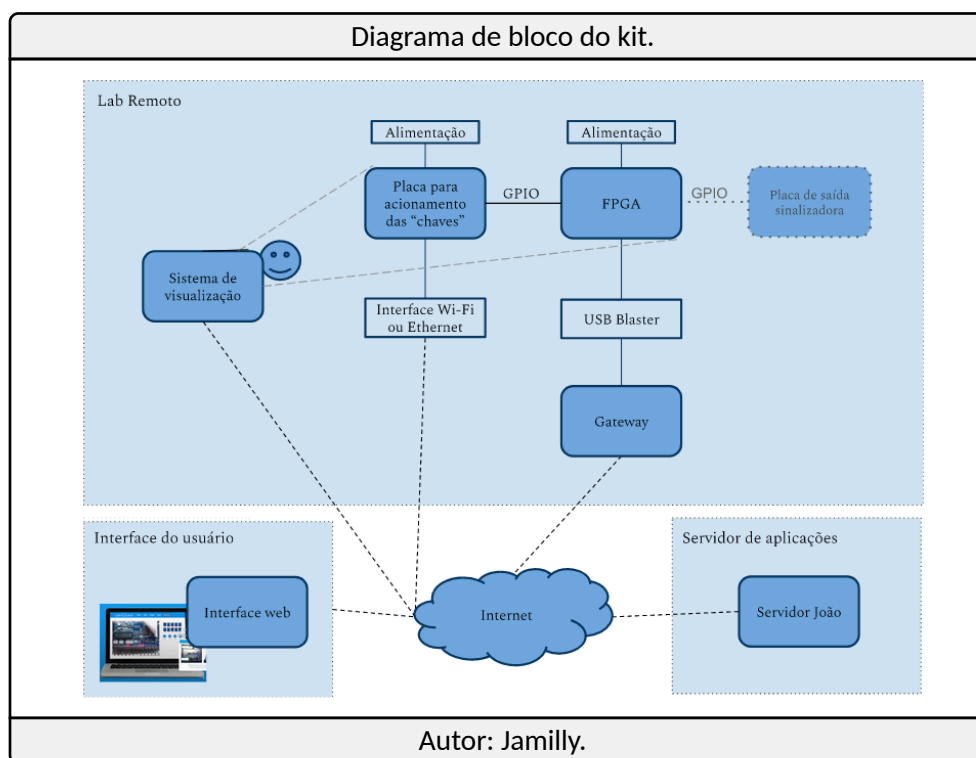 Diagrama de bloco do kit.
Lab Remoto
Alimentação
Alimentação
Placa para
acionamento
das “chaves”
GPIO
FPGA
GPIO
Placa de saída
sinalizadora
Sistema de
visualização
Interface Wi-Fi
ou Ethernet
USB Blaster
Gateway
Interface do usuário
Interface web
Internet
Servidor de aplicações
Servidor João
Autor: Jamilly.